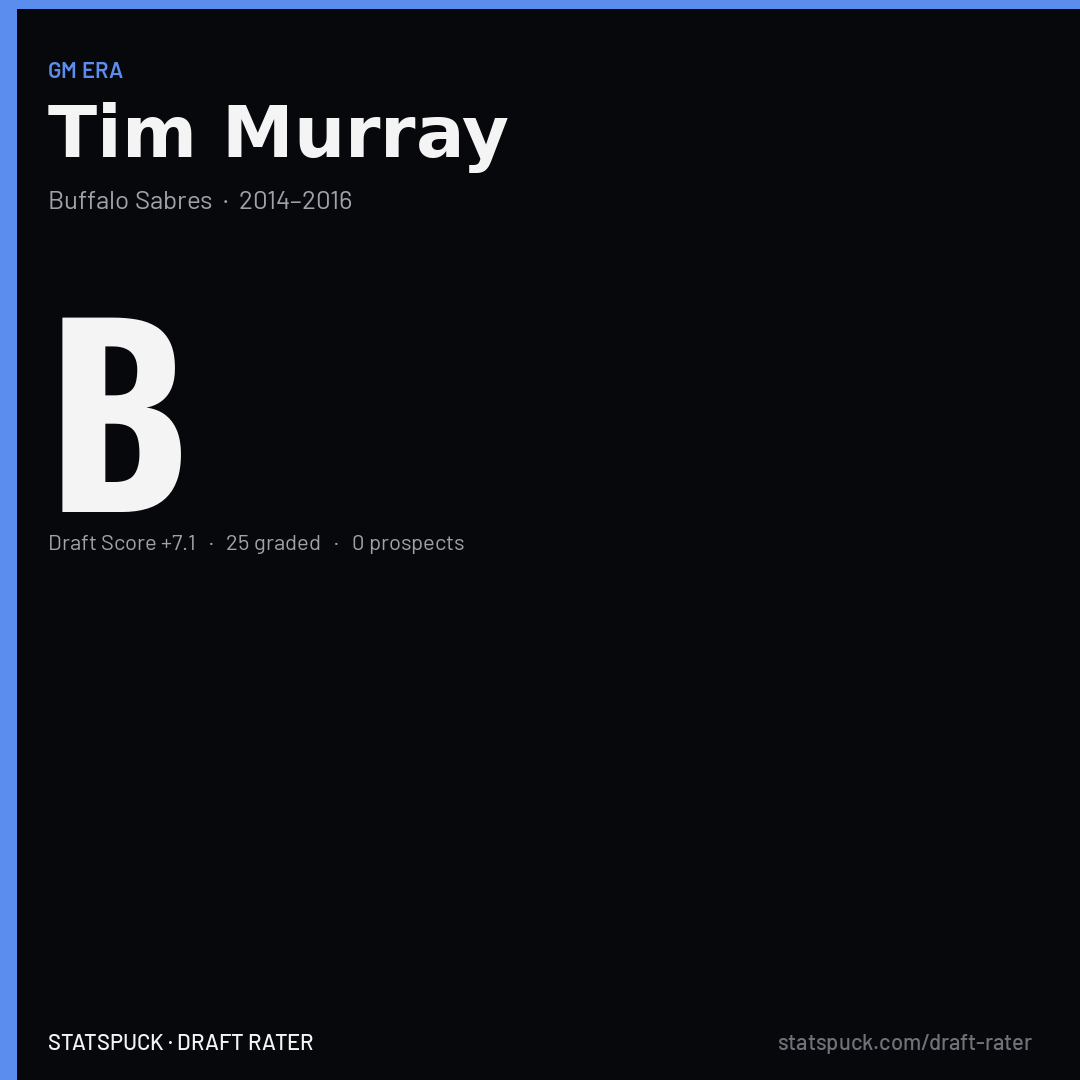 GM ERA
Tim Murray
Buffalo Sabres · 2014–2016
B
Draft Score +7.1 · 25 graded · 0 prospects
STATSPUCK · DRAFT RATER
statspuck.com/draft-rater